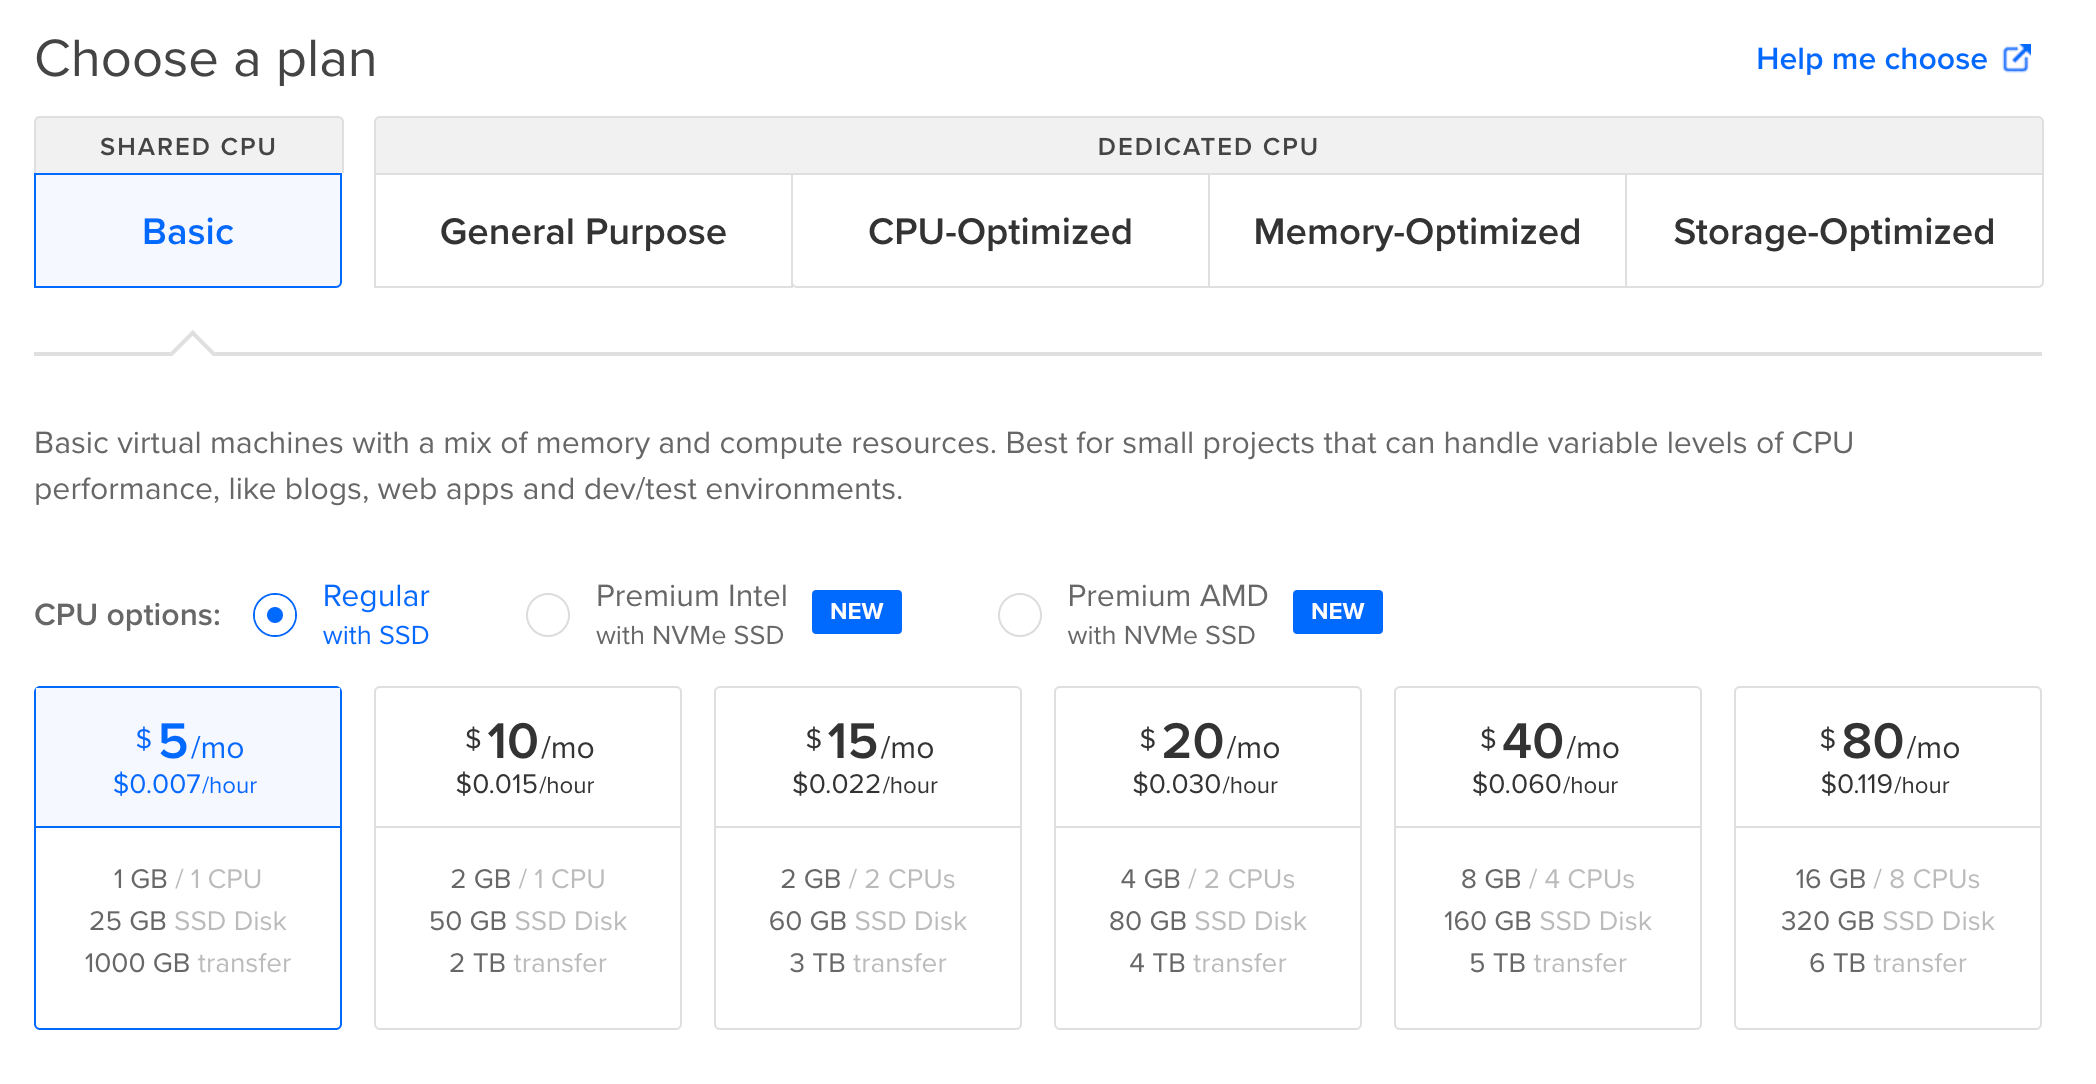 Choose a plan
Help me choose
SHARED CPU
DEDICATED CPU
Basic
General Purpose
CPU-Optimized
Memory-Optimized
Storage-Optimized
Basic virtual machines with a mix of memory and compute resources. Best for small projects that can handle variable levels of CPU
performance, like blogs, web apps and dev/test environments.
CPU options:
Regular
with SSD
Premium Intel
with NVMe SSD
NEW
Premium AMD
with NVMe SSD
NEW
$5/mo
$0.007/hour
1 GB / 1 CPU
25 GB SSD Disk
1000 GB transfer
$10/mo
$0.015/hour
2 GB / 1 CPU
50 GB SSD Disk
2 TB transfer
$15/mo
$0.022/hour
2 GB / 2 CPUs
60 GB SSD Disk
3 TB transfer
$20/mo
$0.030/hour
4 GB / 2 CPUs
80 GB SSD Disk
4 TB transfer
$40/mo
$0.060/hour
8 GB / 4 CPUs
160 GB SSD Disk
5 TB transfer
$80/mo
$0.119/hour
16 GB / 8 CPUs
320 GB SSD Disk
6 TB transfer